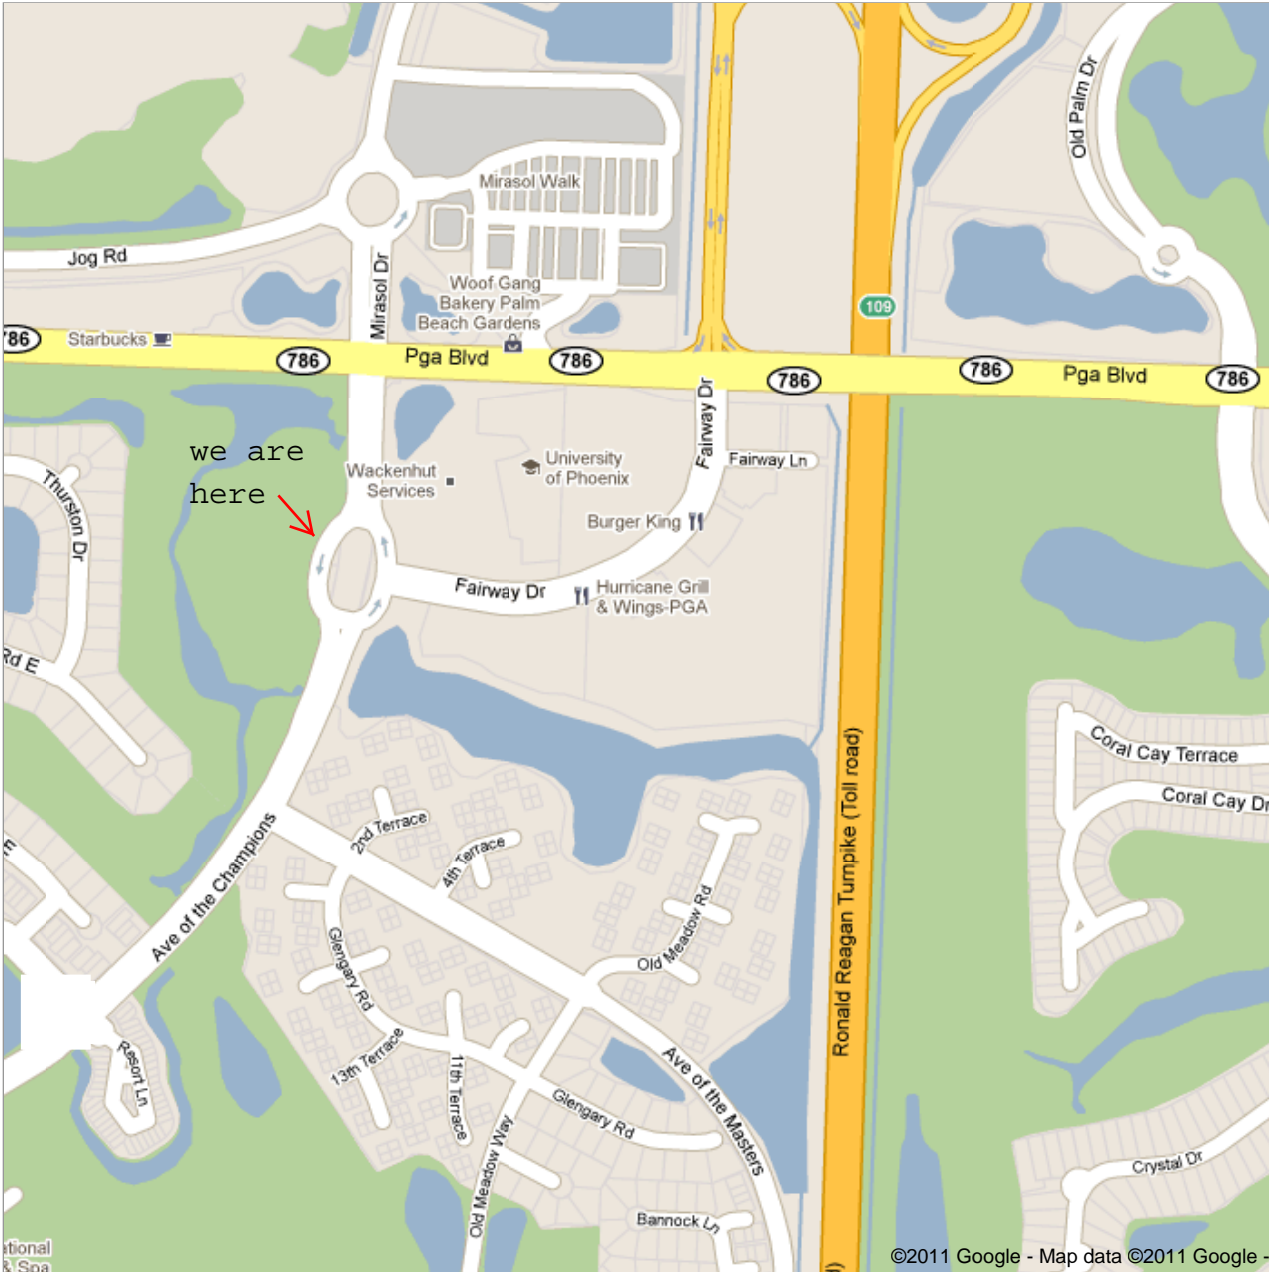 Old Palm Dr
Mirasol Walk
Jog Rd
Mirasol Dr
Woof Gang
Bakery Palm
Beach Gardens
109
786
Starbucks
786
Pga Blvd
786
786
786
Pga Blvd
786
we are
here
Wackenhut
Services
University
of Phoenix
Fairway Dr
Fairway Ln
Thurston Dr
Burger King
Fairway Dr
Hurricane Grill
& Wings-PGA
Rd E
Coral Cay Terrace
Coral Cay Dr
Ronald Reagan Turnpike (Toll road)
2nd Terrace
4th Terrace
Ave of the Champions
Old Meadow Rd
Glengary Rd
Resort Ln
13th Terrace
11th Terrace
Ave of the Masters
Glengary Rd
Old Meadow Way
Crystal Dr
Bannock Ln
ational
& Spa
©2011 Google - Map data ©2011 Google -